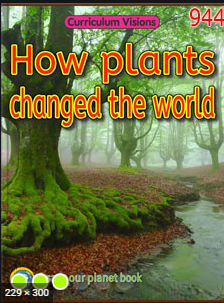 Curriculum Visions
944
How plants
changed the world
our planet book
229 × 300